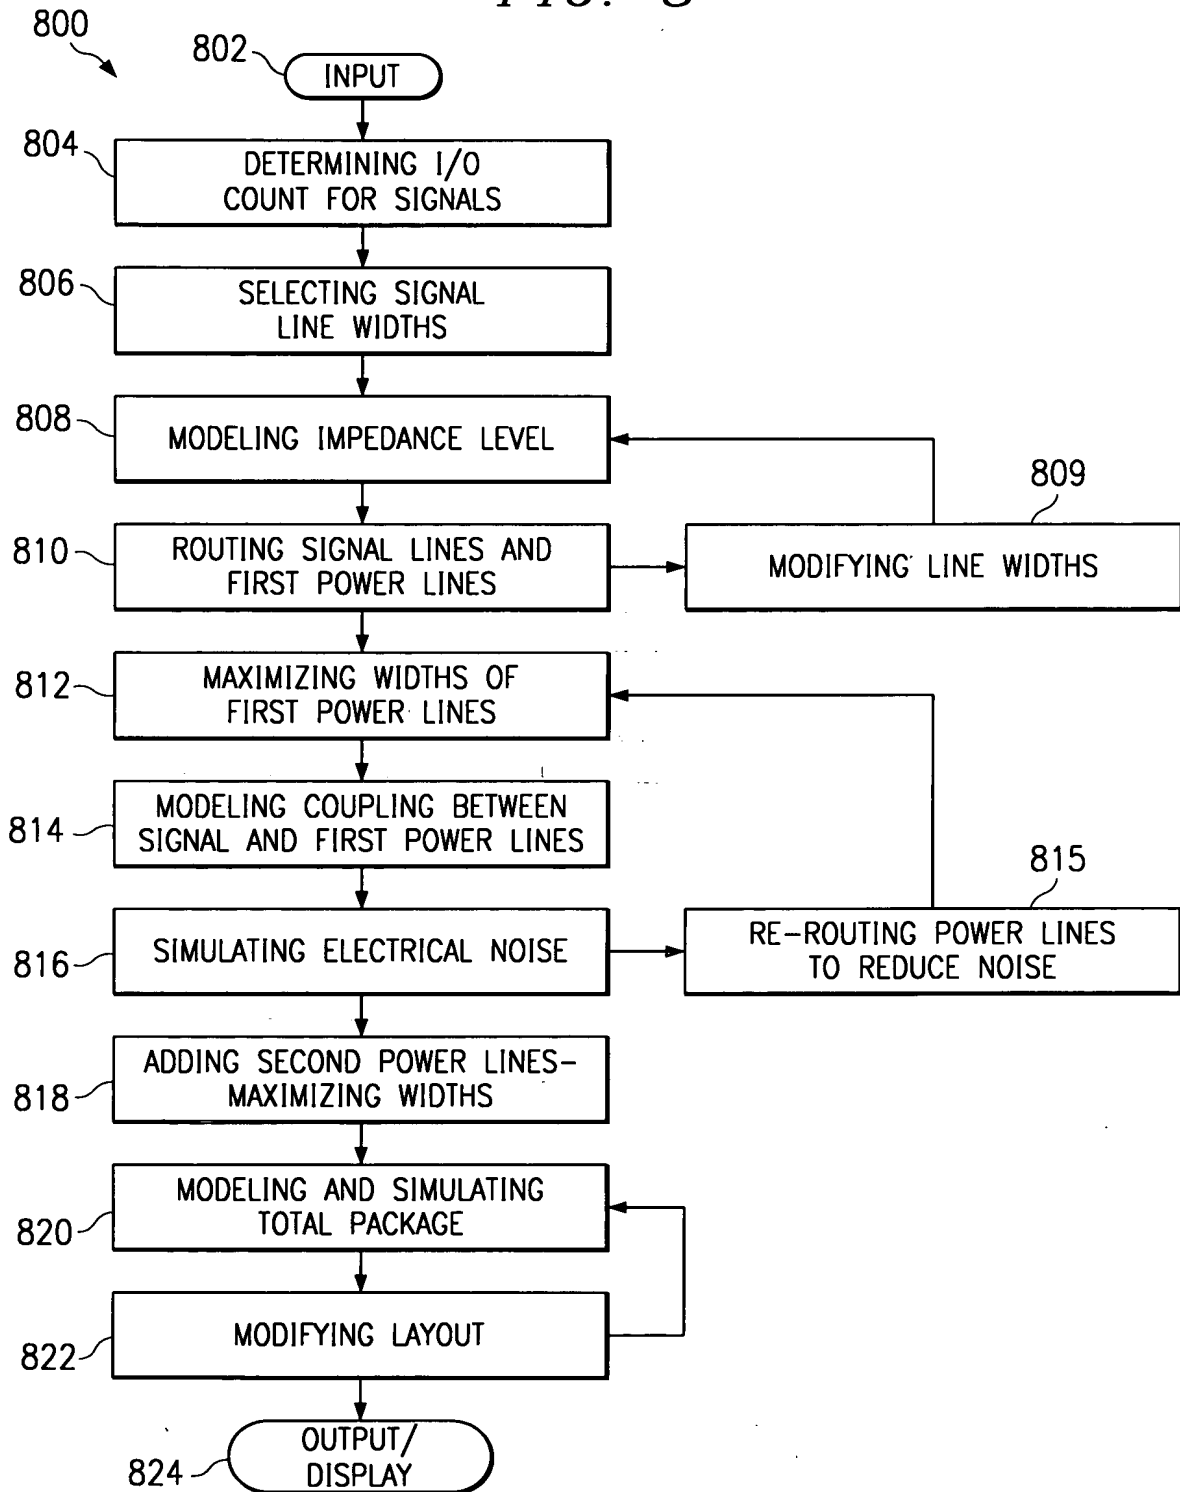 FIG. 8
800
802
INPUT
804
DETERMINING I/O
COUNT FOR SIGNALS
806
SELECTING SIGNAL
LINE WIDTHS
808
MODELING IMPEDANCE LEVEL
809
810
ROUTING SIGNAL LINES AND
FIRST POWER LINES
MODIFYING LINE WIDTHS
812
MAXIMIZING WIDTHS OF
FIRST POWER LINES
814
MODELING COUPLING BETWEEN
SIGNAL AND FIRST POWER LINES
815
816
SIMULATING ELECTRICAL NOISE
RE-ROUTING POWER LINES
TO REDUCE NOISE
818
ADDING SECOND POWER LINES-
MAXIMIZING WIDTHS
820
MODELING AND SIMULATING
TOTAL PACKAGE
822
MODIFYING LAYOUT
824
OUTPUT/
DISPLAY